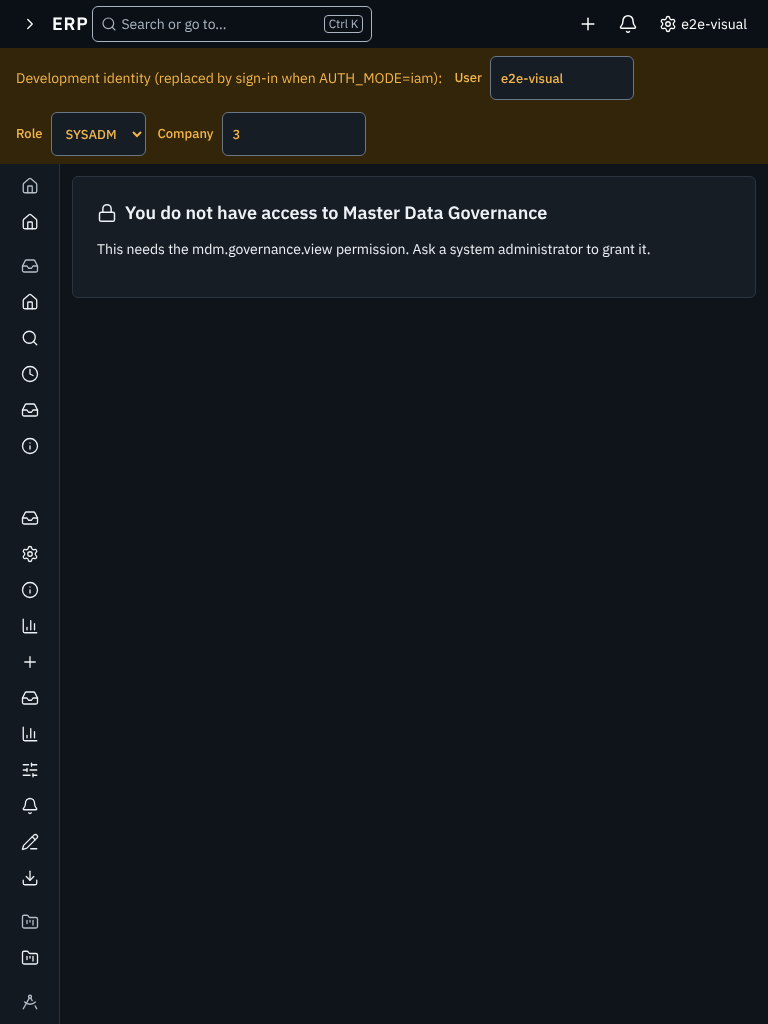 ERP
Search or go to...
Ctrl K
e2e-visual
Development identity (replaced by sign-in when AUTH_MODE=iam):
User
e2e-visual
Role
SYSADM
Company
3
You do not have access to Master Data Governance
This needs the mdm.governance.view permission. Ask a system administrator to grant it.